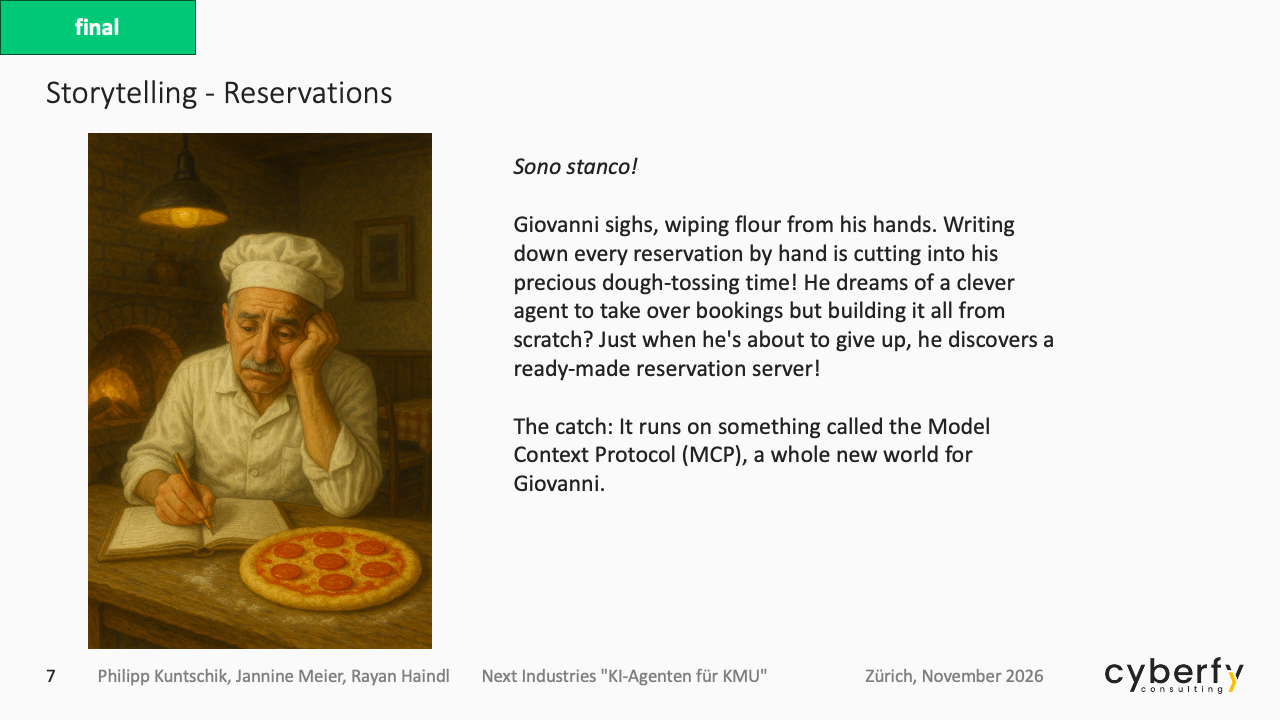 final
Storytelling - Reservations
Sono stanco!
Giovanni sighs, wiping flour from his hands. Writing
down every reservation by hand is cutting into his
precious dough-tossing time! He dreams of a clever
agent to take over bookings but building it all from
scratch? Just when he's about to give up, he discovers a
ready-made reservation server!
The catch: It runs on something called the Model
Context Protocol (MCP), a whole new world for
Giovanni.
7 Philipp Kuntschik, Jannine Meier, Rayan Haindl Next Industries "KI-Agenten für KMU" Zürich, November 2026
cyberfy
consulting